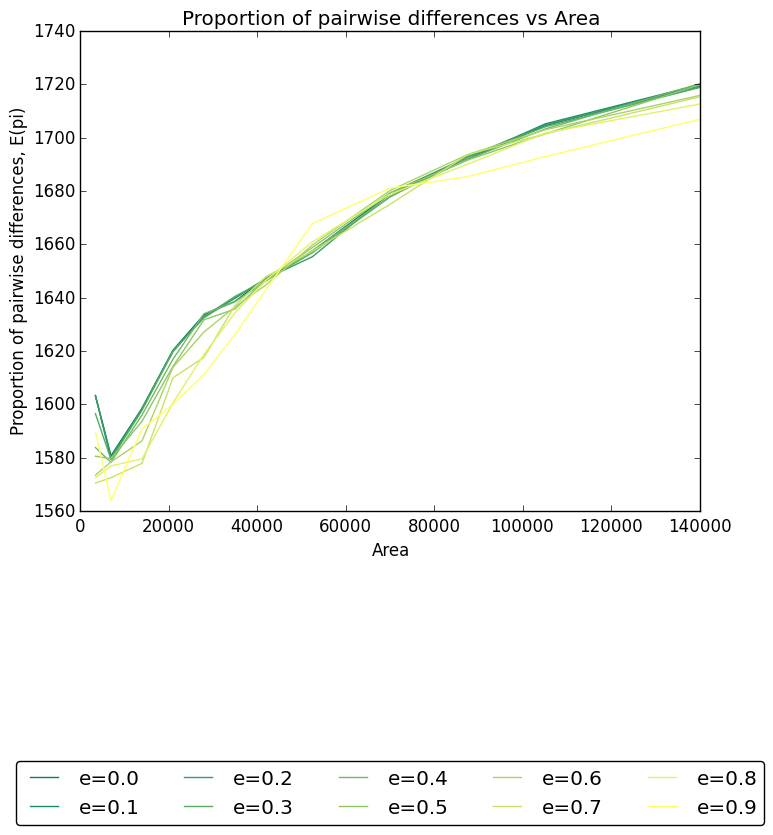 Proportion of pairwise differences vs Area
Proportion of pairwise differences, E(pi)
1740
1720
1700
1680
1660
1640
1620
1600
1580
1560
0 20000 40000 60000 80000 100000 120000 140000
Area
e=0.0 e=0.2 e=0.4 e=0.6 e=0.8
e=0.1 e=0.3 e=0.5 e=0.7 e=0.9